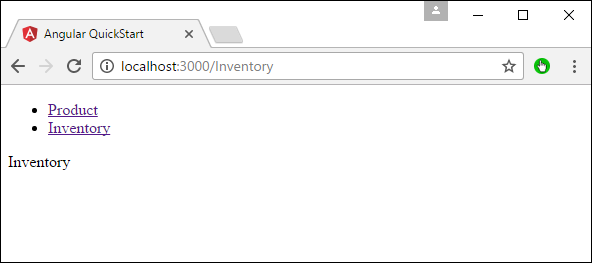 Angular QuickStart
localhost:3000/Inventory
Product
Inventory
Inventory